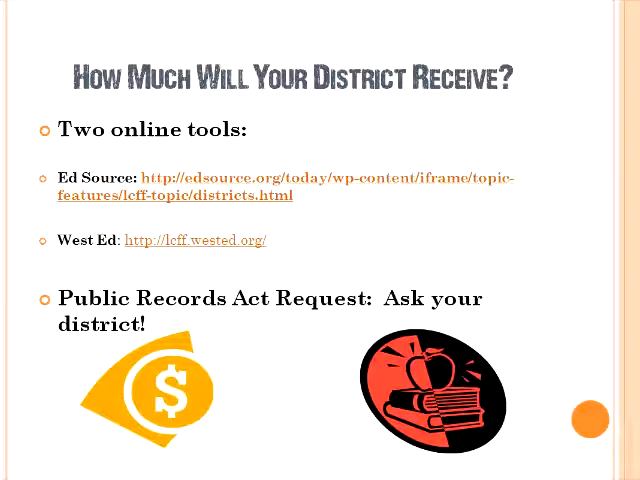 How Much Will Your District Receive?
Two online tools:
Ed Source: http://edsource.org/today/wp-content/iframe/topic-
features/lcff-topic/districts.html
West Ed: http://lcff.wested.org/
Public Records Act Request:  Ask your
district!
$